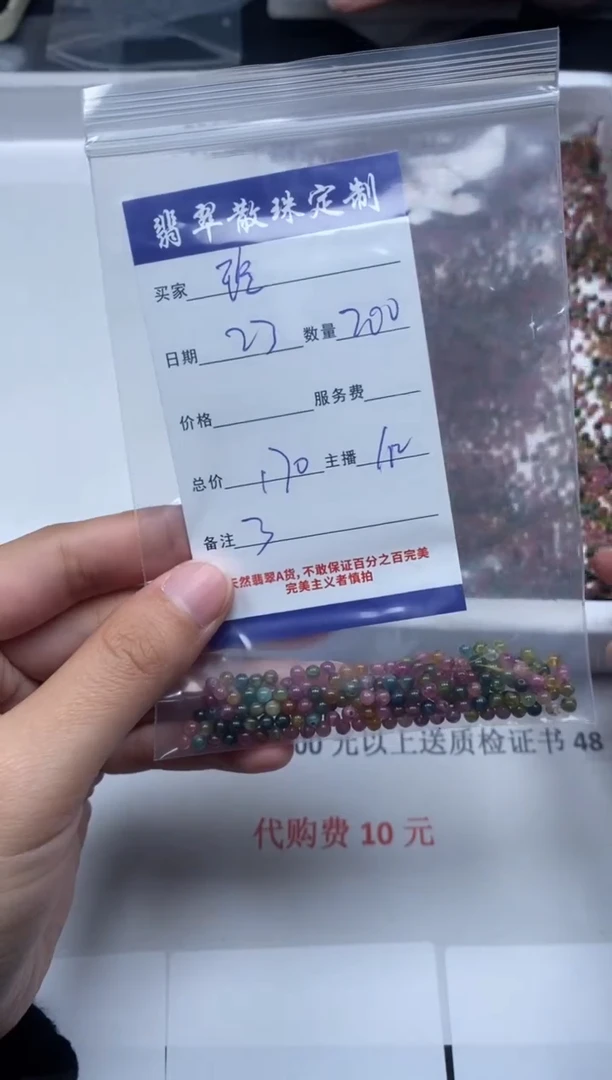 翡翠散珠定制
买家
日期 23 数量 200
价格 服务费
总价 170 主播
备注 3
天然翡翠A货，不敢保证百分之百完美
完美主义者慎拍
00元以上送质检证书 48
代购费 10 元